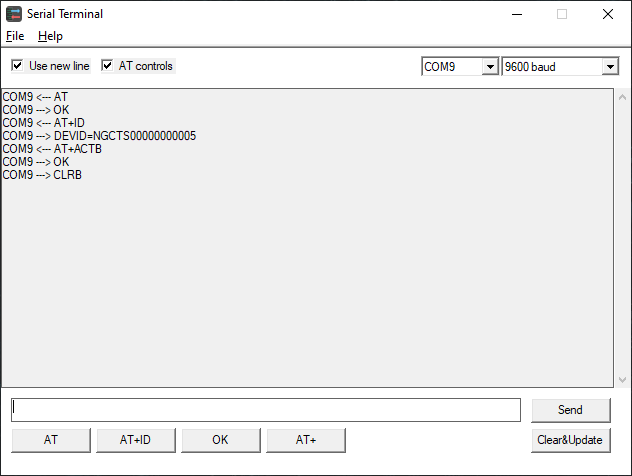 Serial Terminal
File Help
Use new line AT controls COM9 9600 baud
COM9 <--- AT
COM9 ---> OK
COM9 <--- AT+ID
COM9 ---> DEVID=NGCTS00000000005
COM9 <--- AT+ACTB
COM9 ---> OK
COM9 ---> CLRB
Send
AT AT+ID OK AT+ Clear&Update